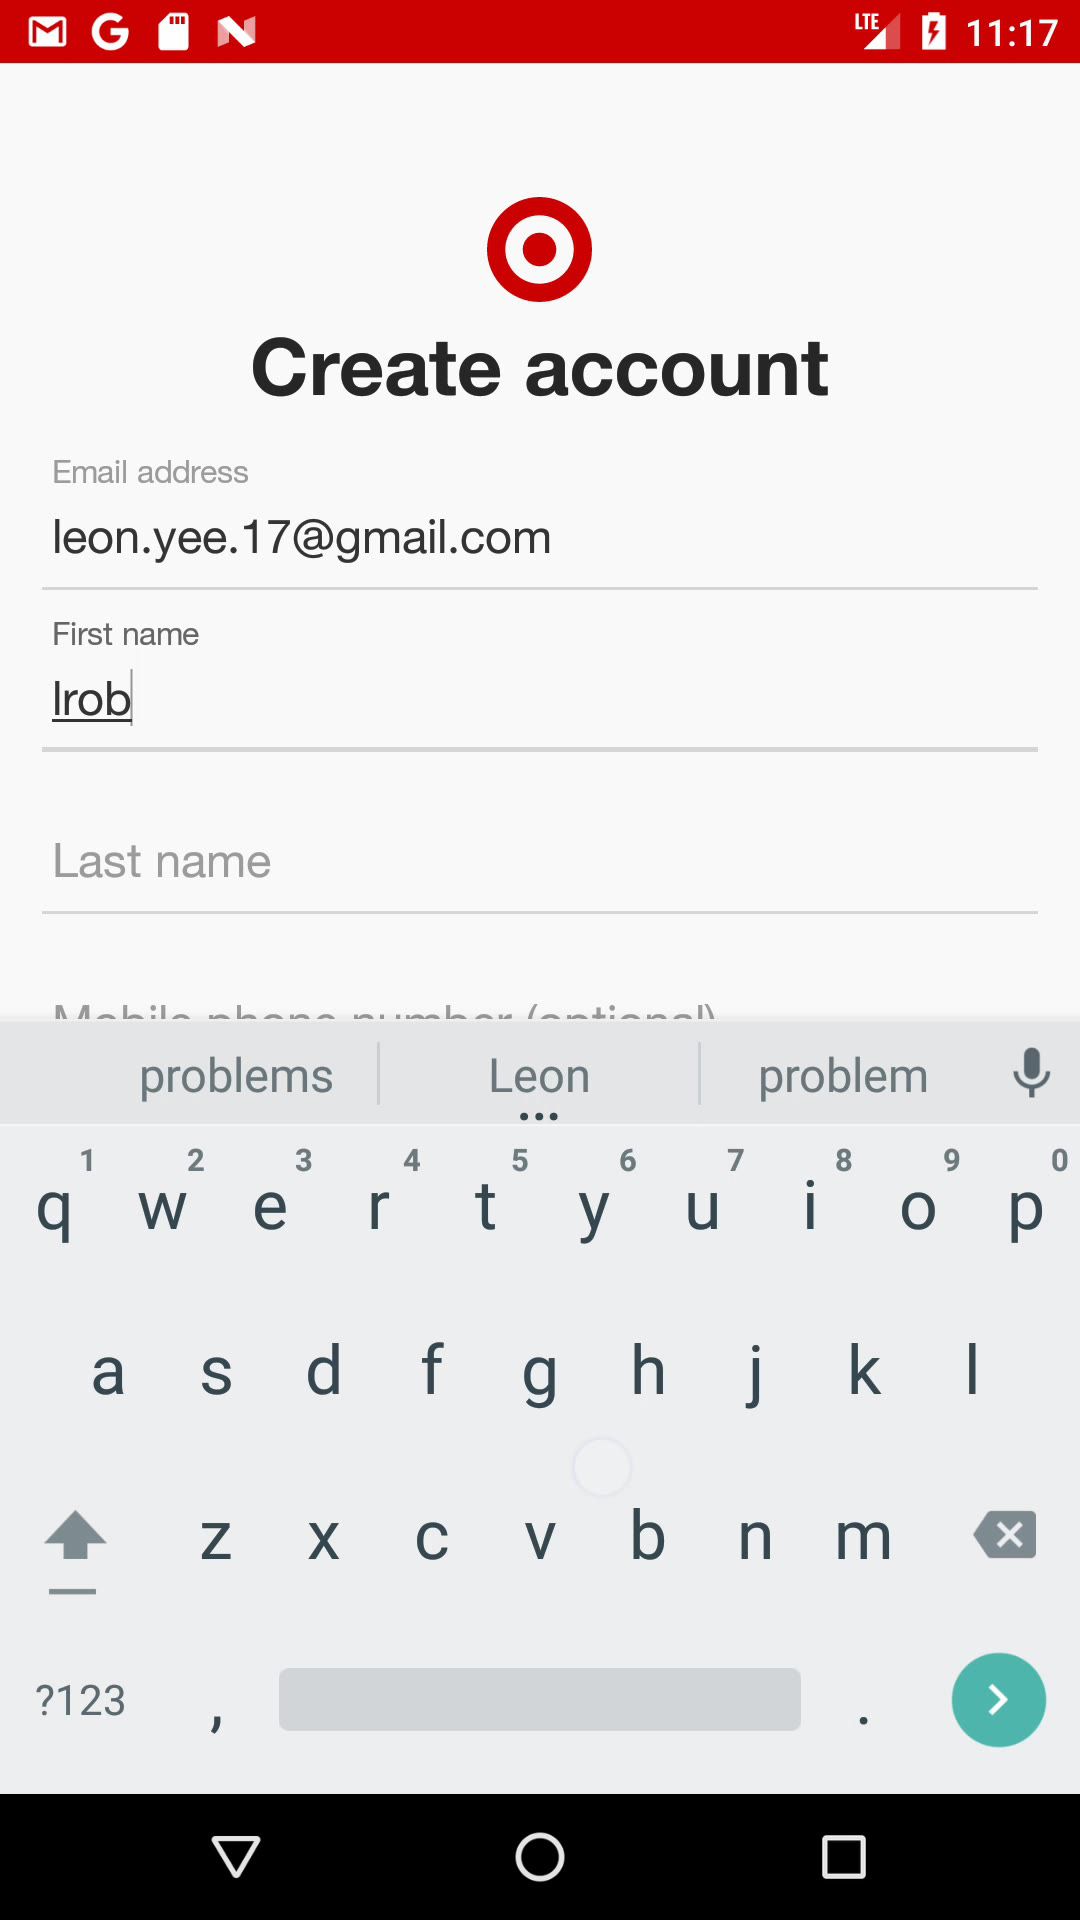 LTE 11:17
Create account
Email address
leon.yee.17@gmail.com
First name
lrob
Last name
Mobile phone number (optional)
problems Leon problem
1 2 3 4 5 6 7 8 9 0
q w e r t y u i o p
a s d f g h j k l
z x c v b n m
?123 , .